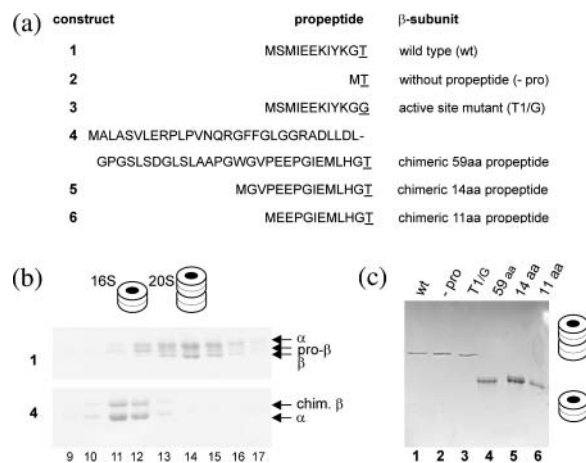 (a)
construct propeptide β-subunit
1 MSMIEEKIYKGT wild type (wt)
2 MT without propeptide (- pro)
3 MSMIEEKIYKGG active site mutant (T1/G)
4 MALASVLERPLPVNQRGFFGLGGRADLLDL-
GPGSLSDGLSLAAPGWGVPEEPGIEMLHGT chimeric 59aa propeptide
5 MGVPEEPGIEMLHGT chimeric 14aa propeptide
6 MEEPGIEMLHGT chimeric 11aa propeptide
(b)
16S 20S
1
α
pro-β
β
4
chim. β
α
9 10 11 12 13 14 15 16 17
(c)
wt - pro T1/G 59 aa 14 aa 11 aa
1 2 3 4 5 6